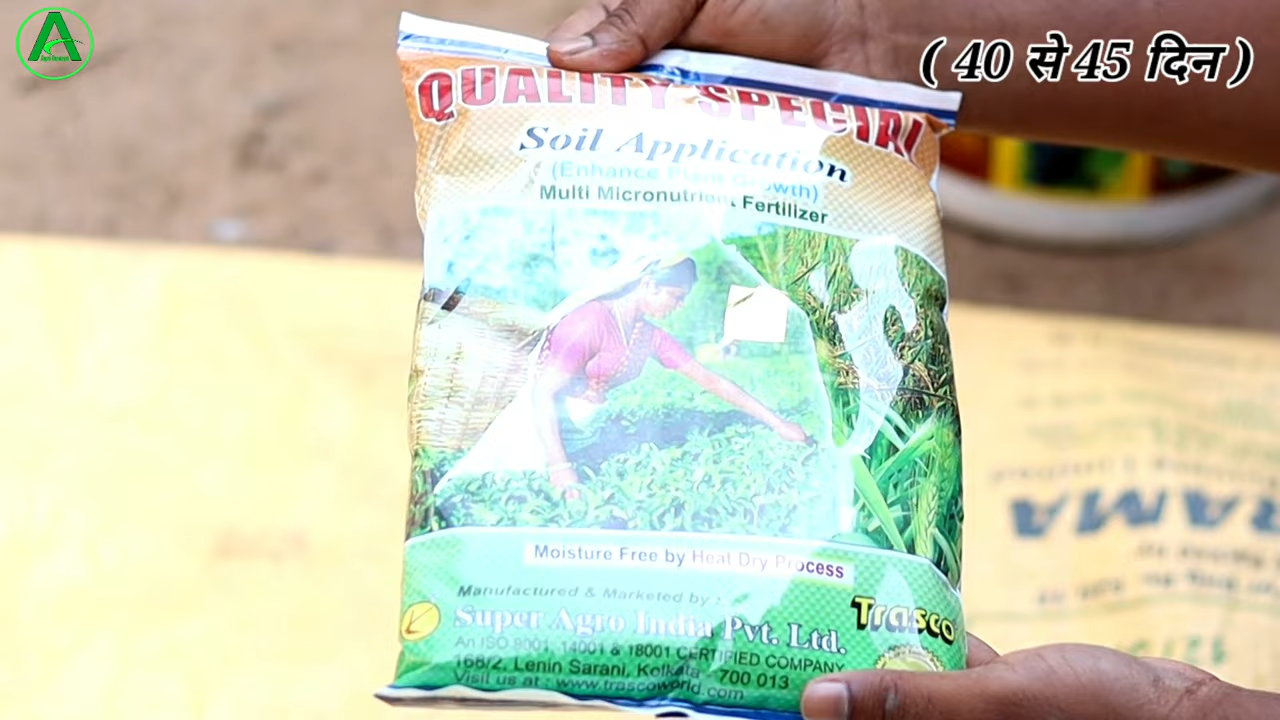 ( 40 से 45 दिन )
QUALITY SPECIAL
Soil Application
(Enhance Plant Growth)
Multi Micronutrient Fertilizer
Moisture Free by Heat Dry Process
Manufactured & Marketed by :
Super Agro India Pvt. Ltd.
Trasco
An ISO 9001, 14001 & 18001 CERTIFIED COMPANY
168/2, Lenin Sarani, Kolkata - 700 013
Visit us at : www.trascoworld.com